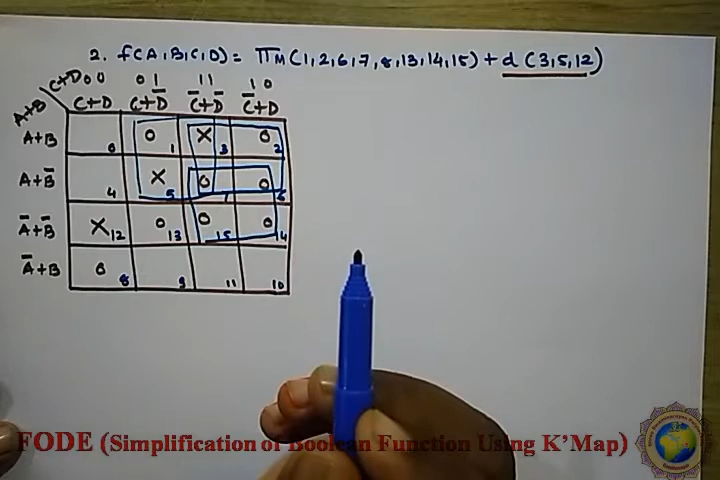 2. f(A,B,C,D) = ΠM(1,2,6,7,8,13,14,15) + d(3,5,12)
C+D 00 01 11 10
A+B C+D C+D̅ C̅+D̅ C̅+D
A+B 0 0 1 X 3 0 2
A+B̅ 4 X 5 0 7 0 6
A̅+B̅ X 12 0 13 0 15 0 14
A̅+B 0 8 9 11 10
FODE (Simplification of Boolean Function Using K'Map)